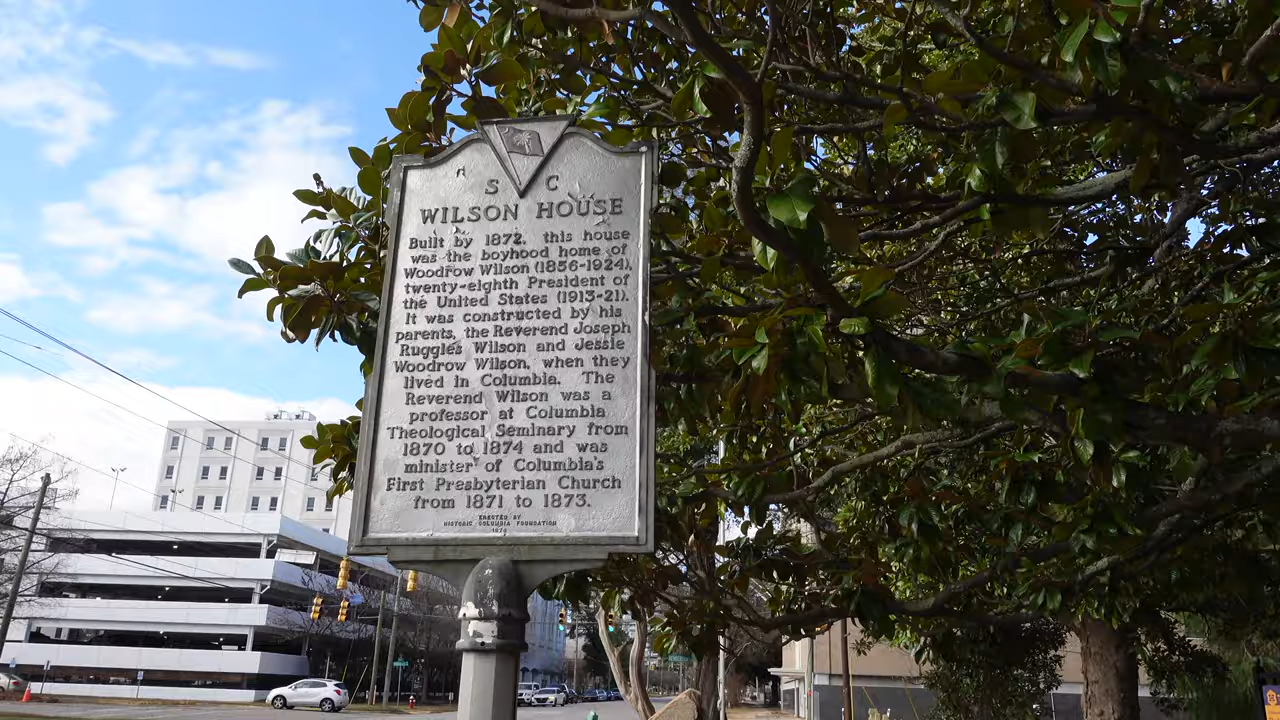 S C
WILSON HOUSE
Built by 1872, this house
was the boyhood home of
Woodrow Wilson (1856-1924),
twenty-eighth President of
the United States (1913-21).
It was constructed by his
parents, the Reverend Joseph
Ruggles Wilson and Jessie
Woodrow Wilson, when they
lived in Columbia. The
Reverend Wilson was a
professor at Columbia
Theological Seminary from
1870 to 1874 and was
minister of Columbia's
First Presbyterian Church
from 1871 to 1873.
ERECTED BY
HISTORIC COLUMBIA FOUNDATION